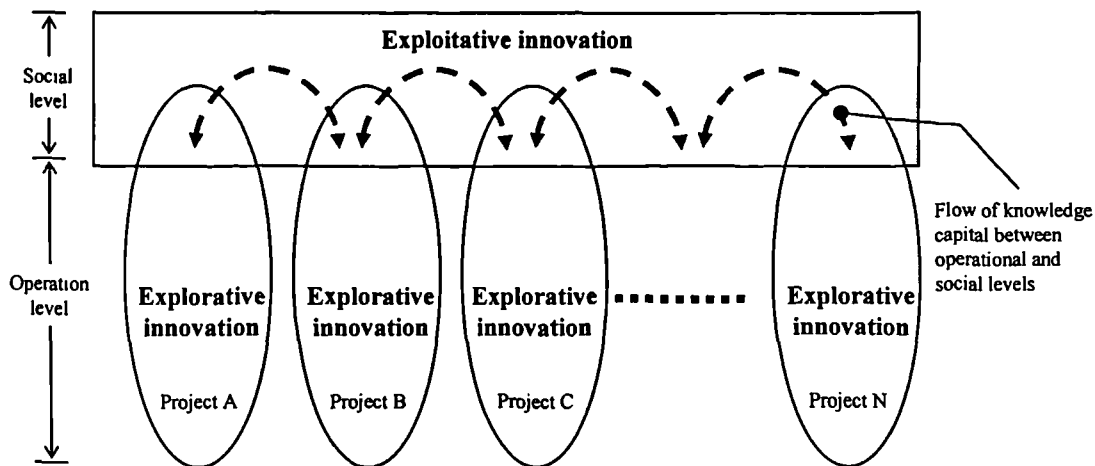 Exploitative innovation
Social
level
Operation
level
Explorative
innovation
Project A
Explorative
innovation
Project B
Explorative
innovation
Project C
Explorative
innovation
Project N
Flow of knowledge
capital between
operational and
social levels